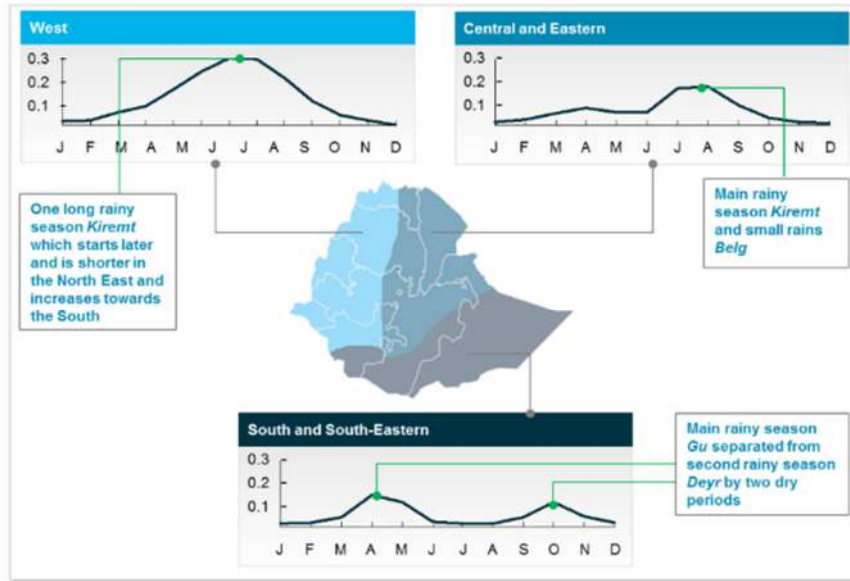 West
0.3
0.2
0.1
J F M A M J J A S O N D
One long rainy
season Kiremt
which starts later
and is shorter in
the North East and
increases towards
the South
Central and Eastern
0.3
0.2
0.1
J F M A M J J A S O N D
Main rainy
season Kiremt
and small rains
Belg
South and South-Eastern
0.3
0.2
0.1
J F M A M J J A S O N D
Main rainy season
Gu separated from
second rainy season
Deyr by two dry
periods